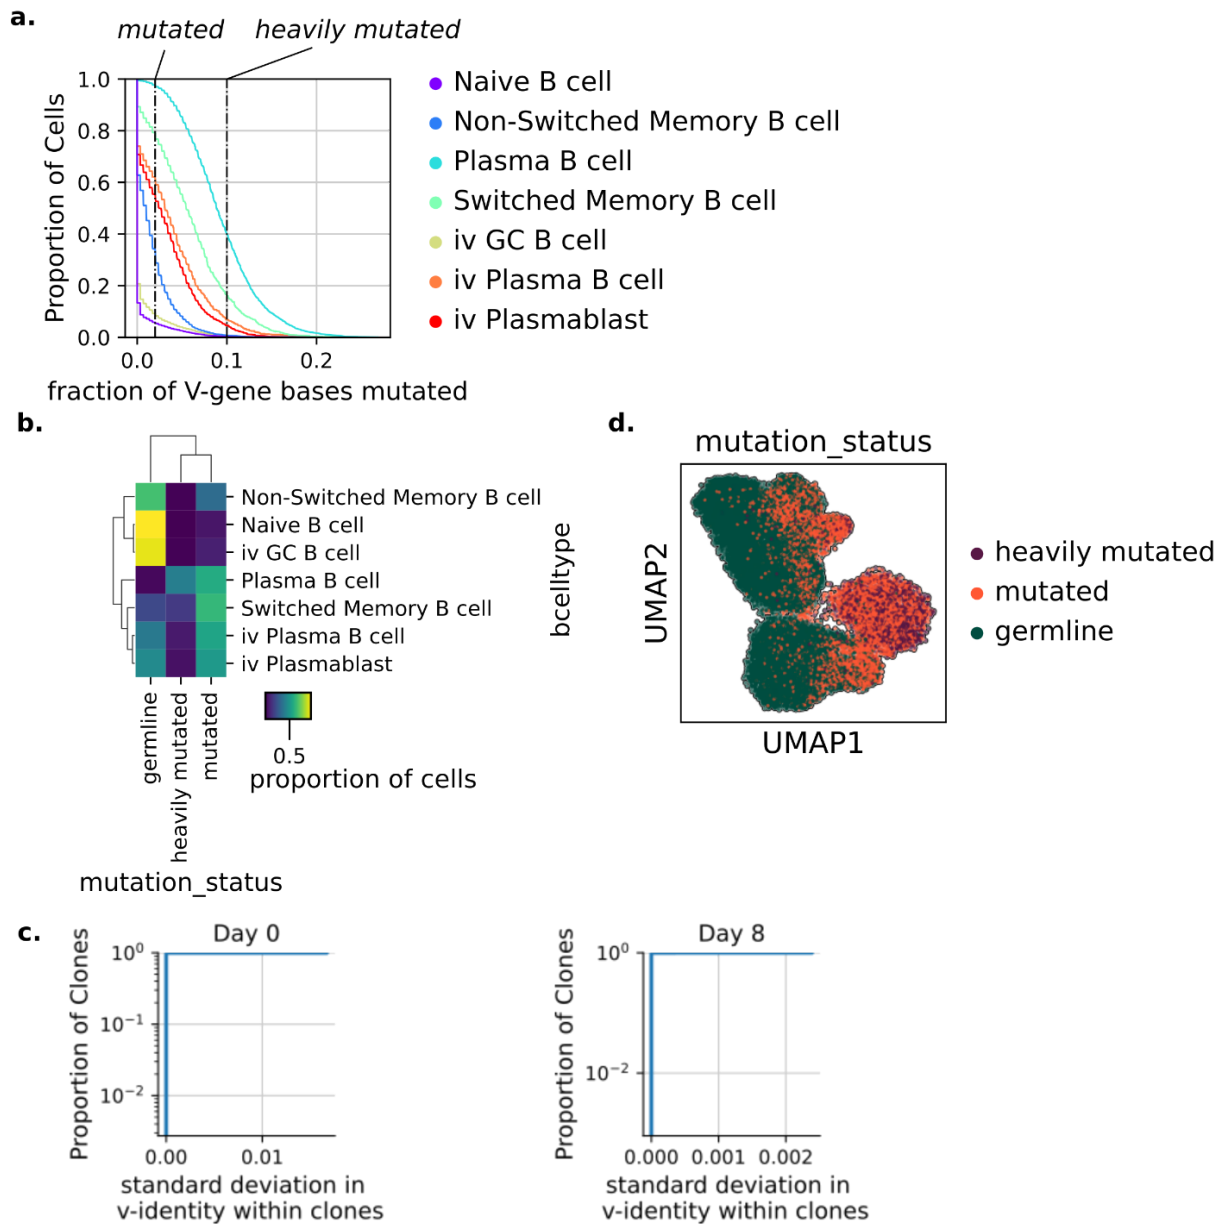 a.
mutated
heavily mutated
Proportion of Cells
1.0
0.8
0.6
0.4
0.2
0.0
0.0
0.1
0.2
fraction of V-gene bases mutated
Naive B cell
Non-Switched Memory B cell
Plasma B cell
Switched Memory B cell
iv GC B cell
iv Plasma B cell
iv Plasmablast
b.
Non-Switched Memory B cell
Naive B cell
iv GC B cell
Plasma B cell
Switched Memory B cell
iv Plasma B cell
iv Plasmablast
bcelltype
germline
heavily mutated
mutated
mutation_status
0.5
proportion of cells
d.
mutation_status
UMAP2
UMAP1
heavily mutated
mutated
germline
c.
Day 0
Proportion of Clones
10⁰
10⁻¹
10⁻²
0.00
0.01
standard deviation in
v-identity within clones
Day 8
Proportion of Clones
10⁰
10⁻²
0.000
0.001
0.002
standard deviation in
v-identity within clones